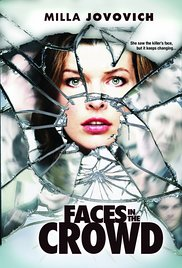 MILLA JOVOVICH
She saw the killer's face,
but it keeps changing...
FACES
IN THE
CROWD